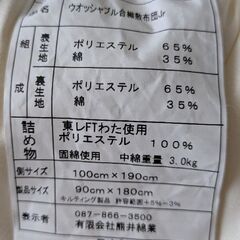 ウオッシャブル合繊敷布団Jr
組 表生地 ポリエステル 65%
綿 35%
成 裏生地 ポリエステル 65%
綿 35%
詰め物 東レFTわた使用
ポリエステル 100%
固綿使用 中綿重量 3.0kg
側サイズ 100cm×190cm
製品サイズ 90cm×180cm
キルティング製品 許容範囲+5%−3%
表示者 087-866-3500
有限会社熊井綿業